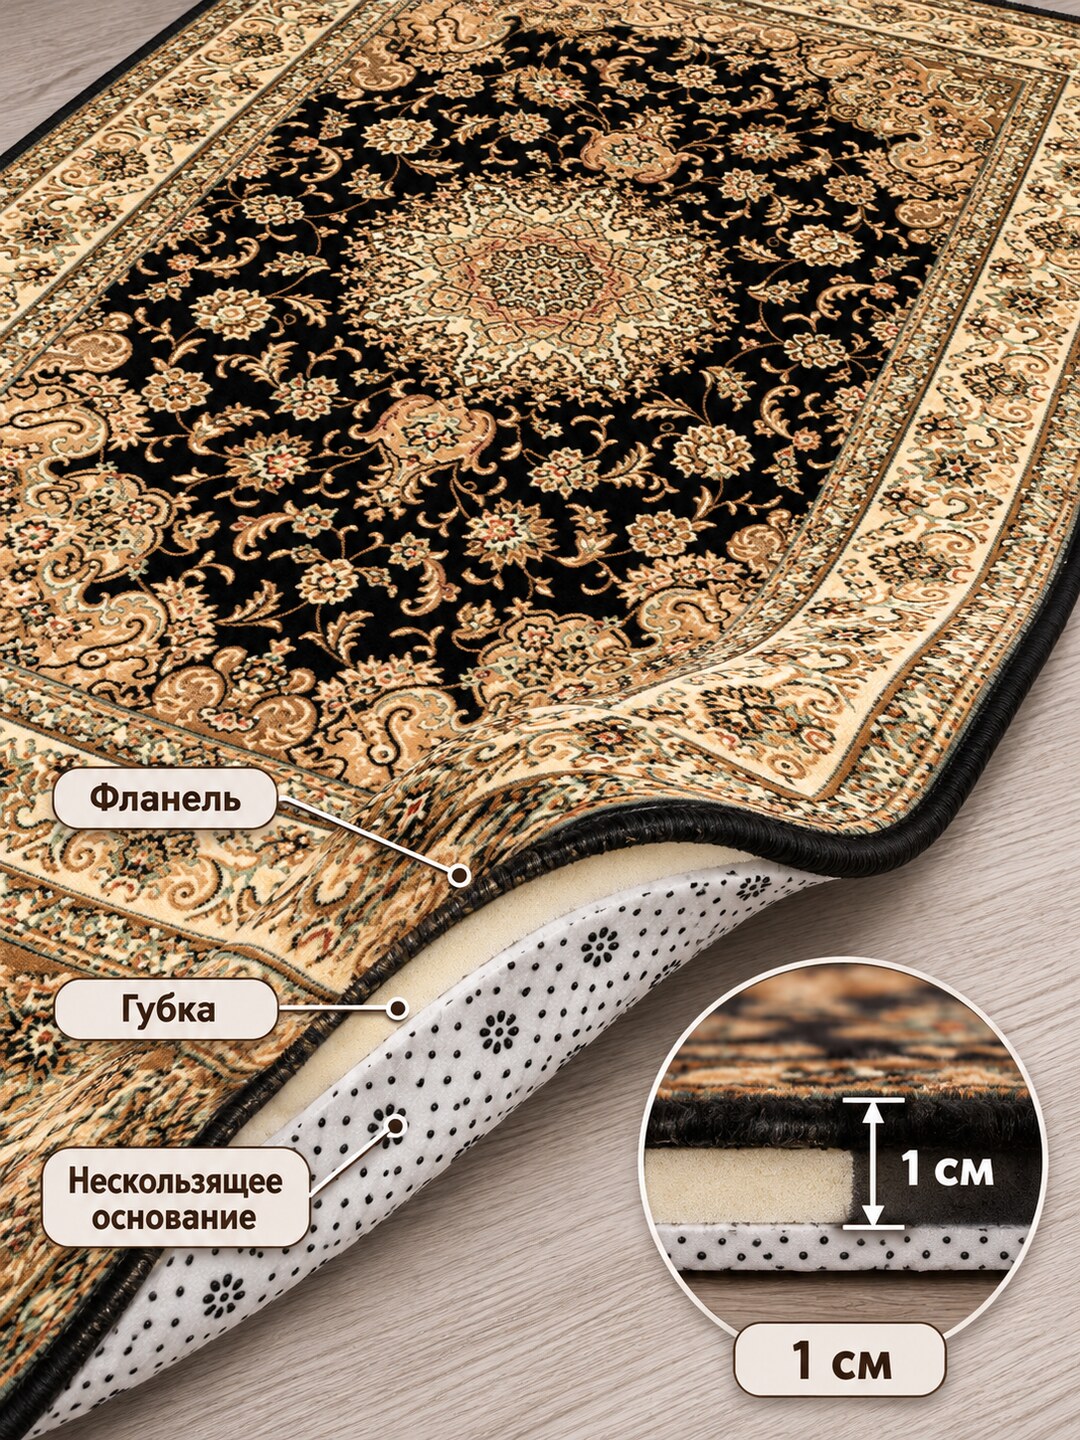 Фланель
Губка
Нескользящее
основание
1 см
1 см